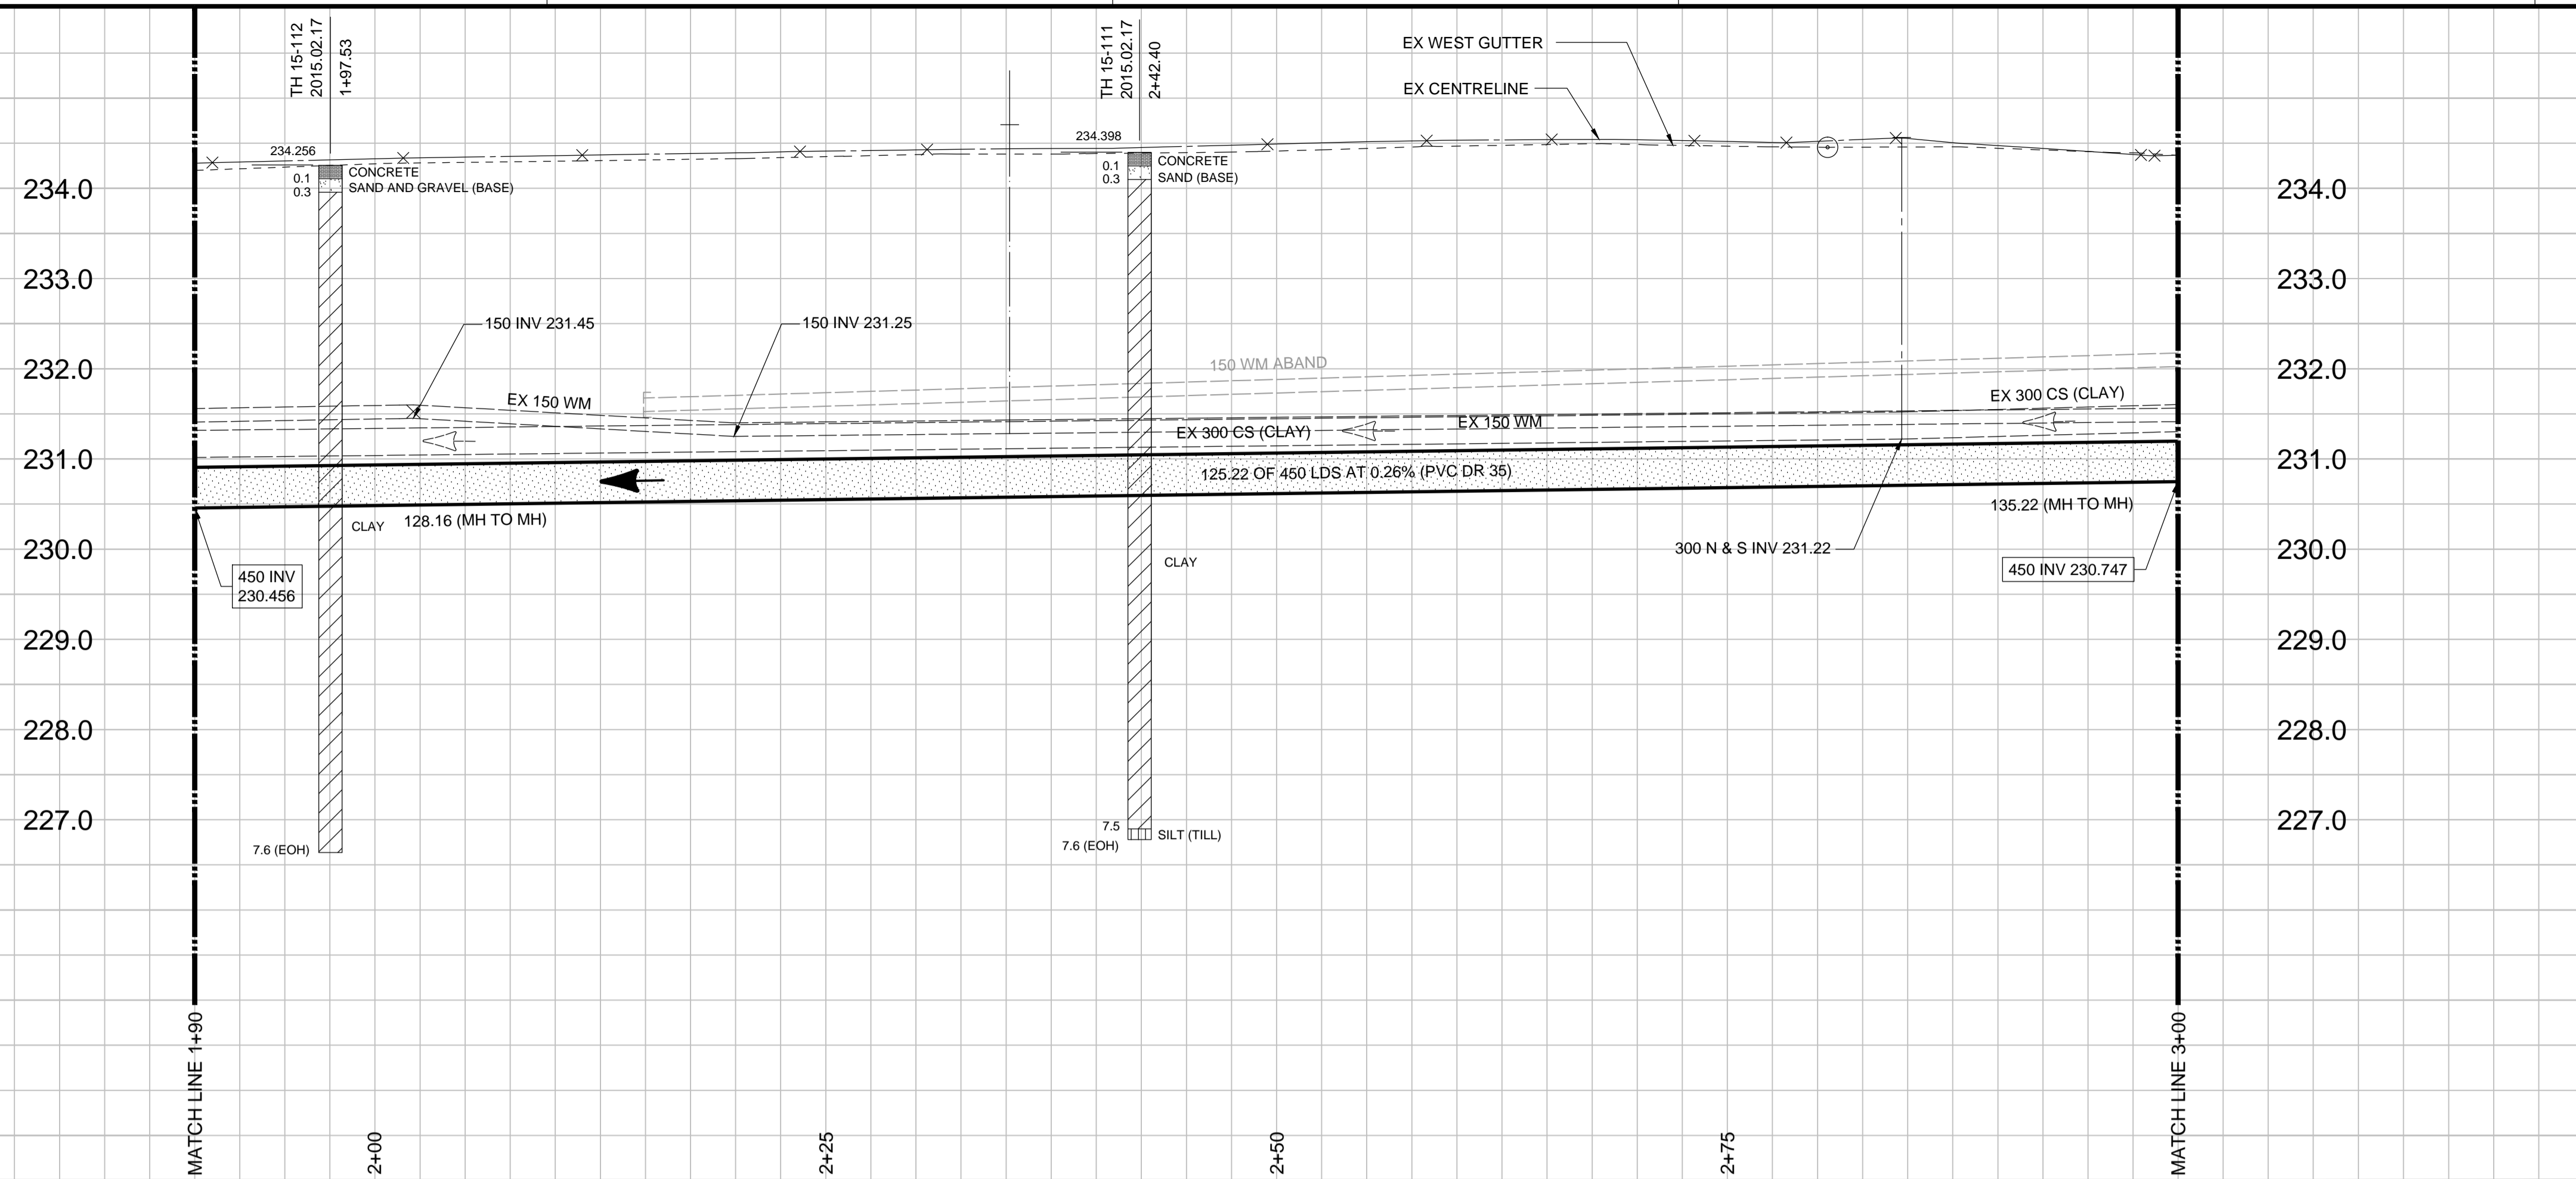 TH 15-112
2015.02.17
1+97.53
TH 15-111
2015.02.17
2+42.40
EX WEST GUTTER
EX CENTRELINE
234.256
234.398
CONCRETE
0.1
SAND AND GRAVEL (BASE)
0.3
CONCRETE
0.1
SAND (BASE)
0.3
234.0
234.0
233.0
233.0
150 INV 231.45
150 INV 231.25
232.0
150 WM ABAND
232.0
EX 150 WM
EX 300 CS (CLAY)
EX 300 CS (CLAY)
EX 150 WM
231.0
231.0
125.22 OF 450 LDS AT 0.26% (PVC DR 35)
CLAY
128.16 (MH TO MH)
135.22 (MH TO MH)
230.0
230.0
300 N & S INV 231.22
CLAY
450 INV
230.456
450 INV 230.747
229.0
229.0
228.0
228.0
227.0
227.0
7.5
SILT (TILL)
7.6 (EOH)
7.6 (EOH)
MATCH LINE 1+90
2+00
2+25
2+50
2+75
MATCH LINE 3+00